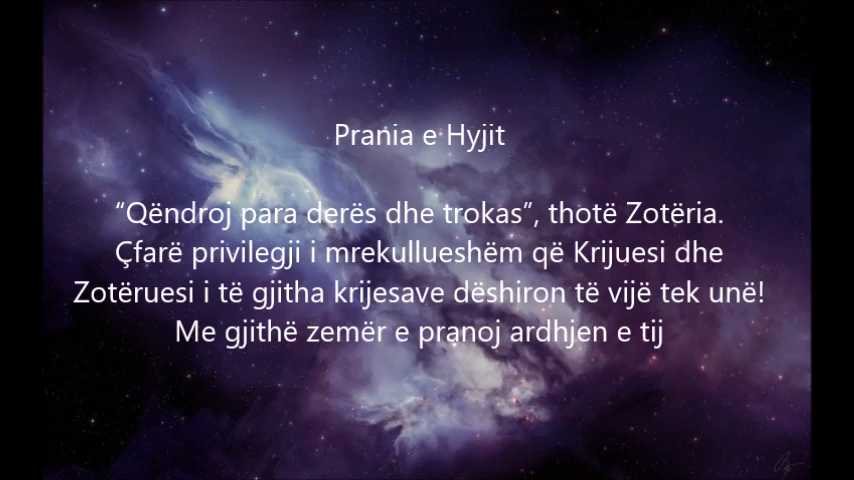 Prania e Hyjit
“Qëndroj para derës dhe trokas”, thotë Zotëria.
Çfarë privilegji i mrekullueshëm që Krijuesi dhe
Zotëruesi i të gjitha krijesave dëshiron të vijë tek unë!
Me gjithë zemër e pranoj ardhjen e tij